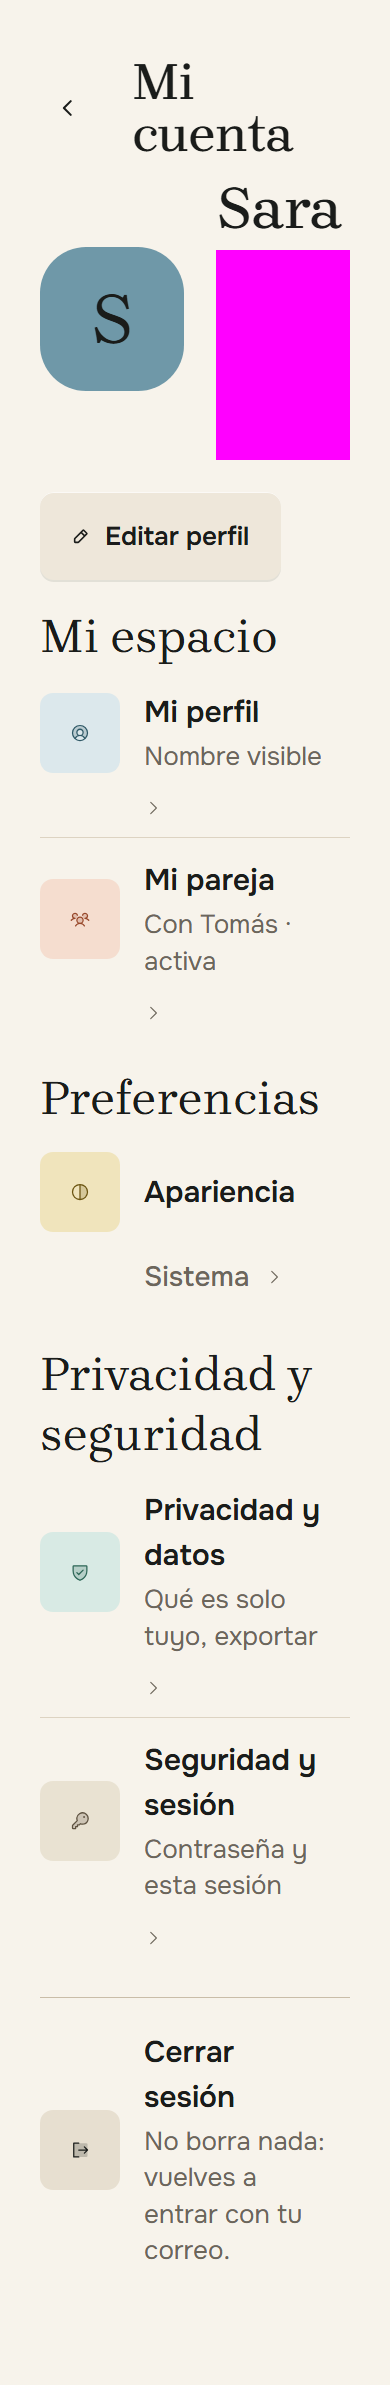 Mi
cuenta
Sara
S
Editar perfil
Mi espacio
Mi perfil
Nombre visible
Mi pareja
Con Tomás ·
activa
Preferencias
Apariencia
Sistema
Privacidad y
seguridad
Privacidad y
datos
Qué es solo
tuyo, exportar
Seguridad y
sesión
Contraseña y
esta sesión
Cerrar
sesión
No borra nada:
vuelves a
entrar con tu
correo.